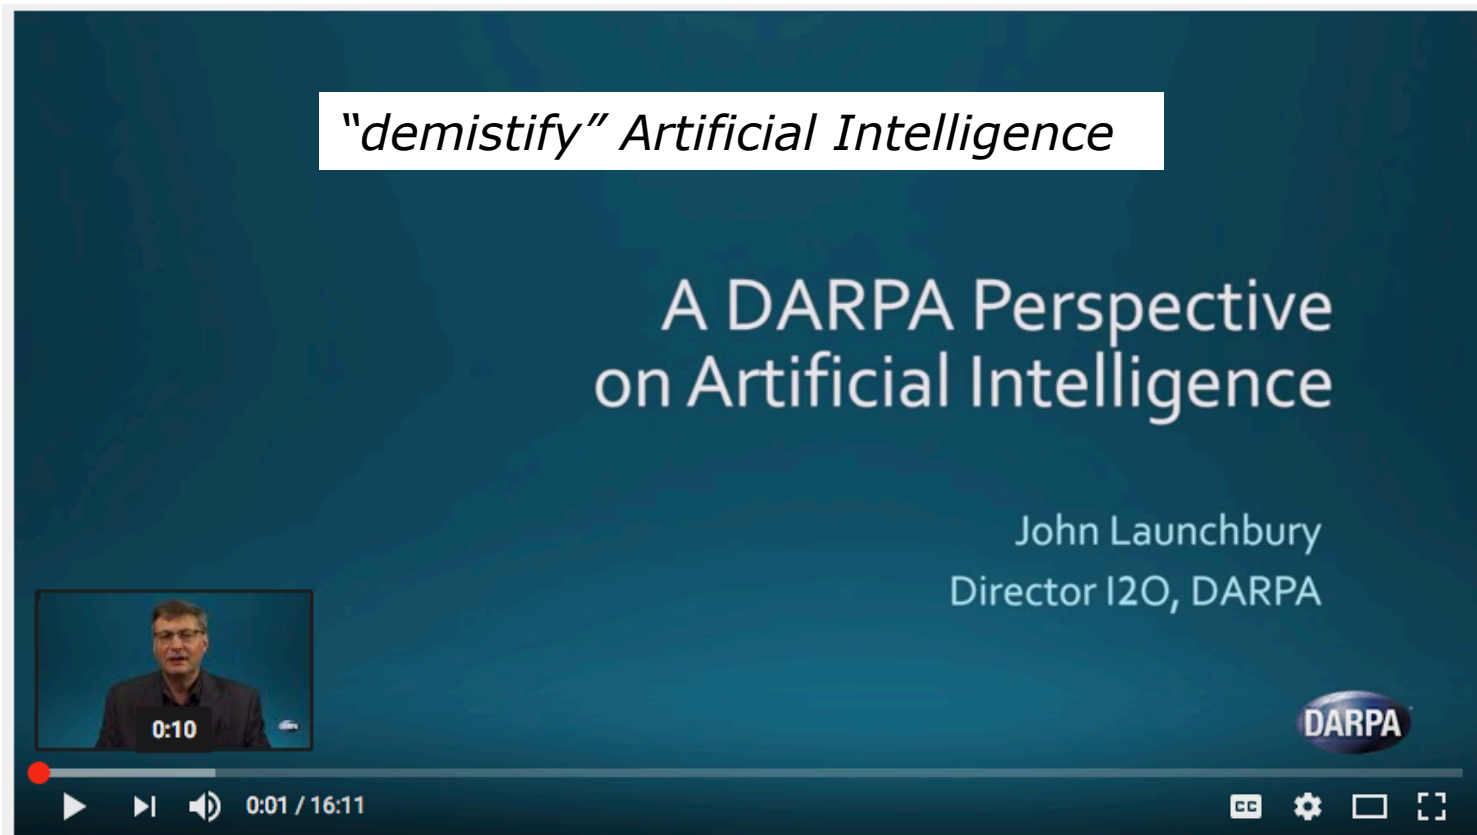 “demistify” Artificial Intelligence
A DARPA Perspective
on Artificial Intelligence
John Launchbury
Director I2O, DARPA
0:10
DARPA
0:01 / 16:11
CC